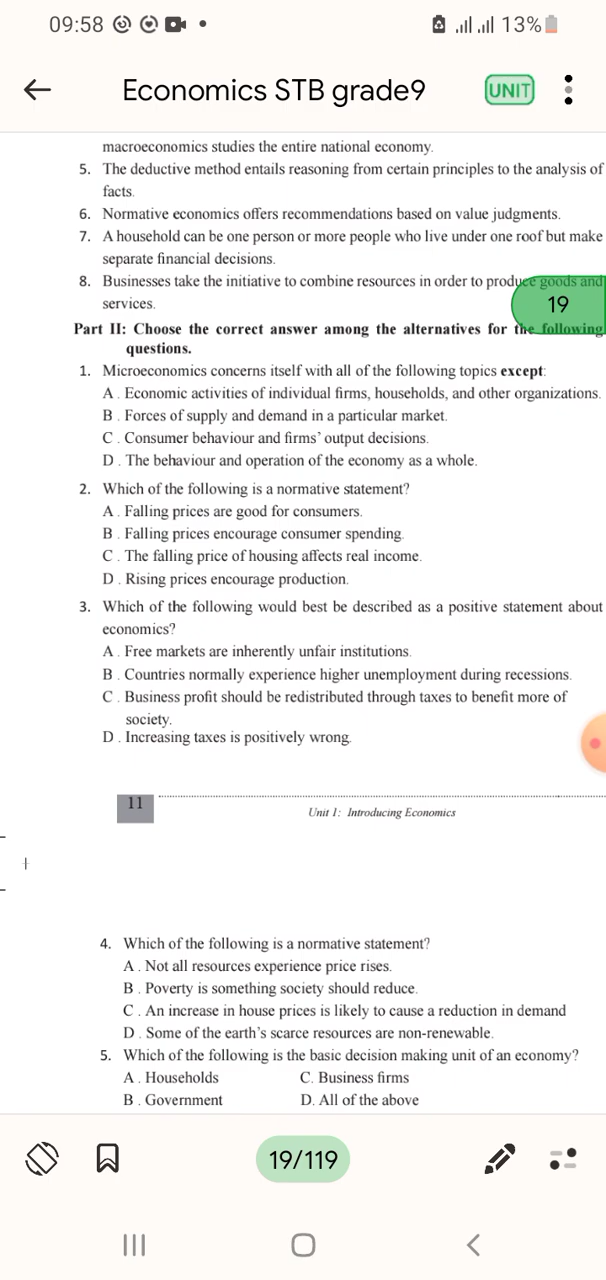 09:58 13%
Economics STB grade9 UNIT
macroeconomics studies the entire national economy.
5. The deductive method entails reasoning from certain principles to the analysis of
facts.
6. Normative economics offers recommendations based on value judgments.
7. A household can be one person or more people who live under one roof but make
separate financial decisions.
8. Businesses take the initiative to combine resources in order to produce goods and
services.
19
Part II: Choose the correct answer among the alternatives for the following
questions.
1. Microeconomics concerns itself with all of the following topics except:
A . Economic activities of individual firms, households, and other organizations.
B . Forces of supply and demand in a particular market.
C . Consumer behaviour and firms' output decisions.
D . The behaviour and operation of the economy as a whole.
2. Which of the following is a normative statement?
A . Falling prices are good for consumers.
B . Falling prices encourage consumer spending.
C . The falling price of housing affects real income.
D . Rising prices encourage production.
3. Which of the following would best be described as a positive statement about
economics?
A . Free markets are inherently unfair institutions.
B . Countries normally experience higher unemployment during recessions.
C . Business profit should be redistributed through taxes to benefit more of
society.
D . Increasing taxes is positively wrong.
11
Unit 1: Introducing Economics
4. Which of the following is a normative statement?
A . Not all resources experience price rises.
B . Poverty is something society should reduce.
C . An increase in house prices is likely to cause a reduction in demand
D . Some of the earth's scarce resources are non-renewable.
5. Which of the following is the basic decision making unit of an economy?
A . Households C. Business firms
B . Government D. All of the above
19/119